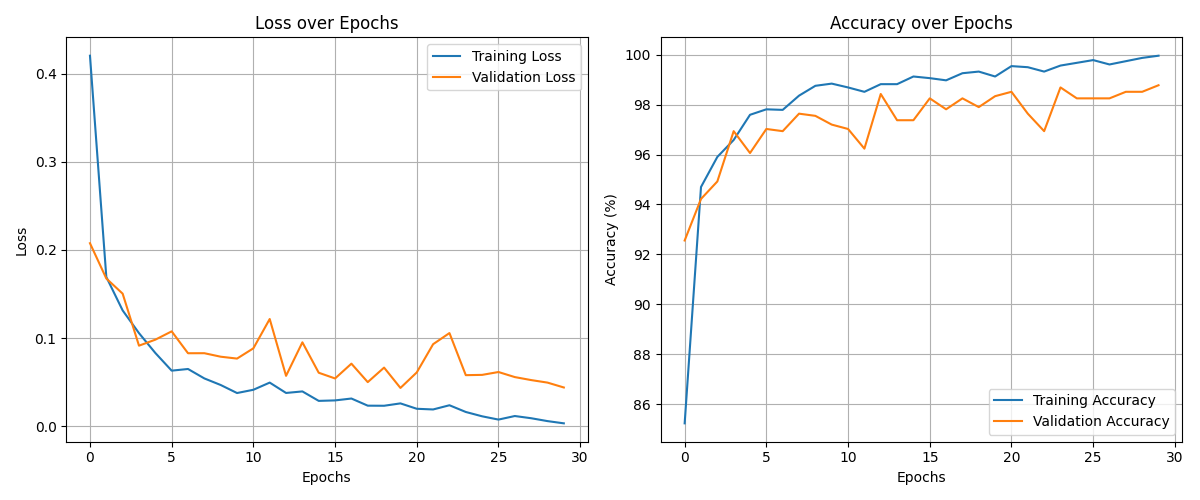 Loss over Epochs
Training Loss
Validation Loss
0.4
0.3
0.2
0.1
0.0
Loss
0 5 10 15 20 25 30
Epochs
Accuracy over Epochs
100
98
96
94
92
90
88
86
Accuracy (%)
Training Accuracy
Validation Accuracy
0 5 10 15 20 25 30
Epochs